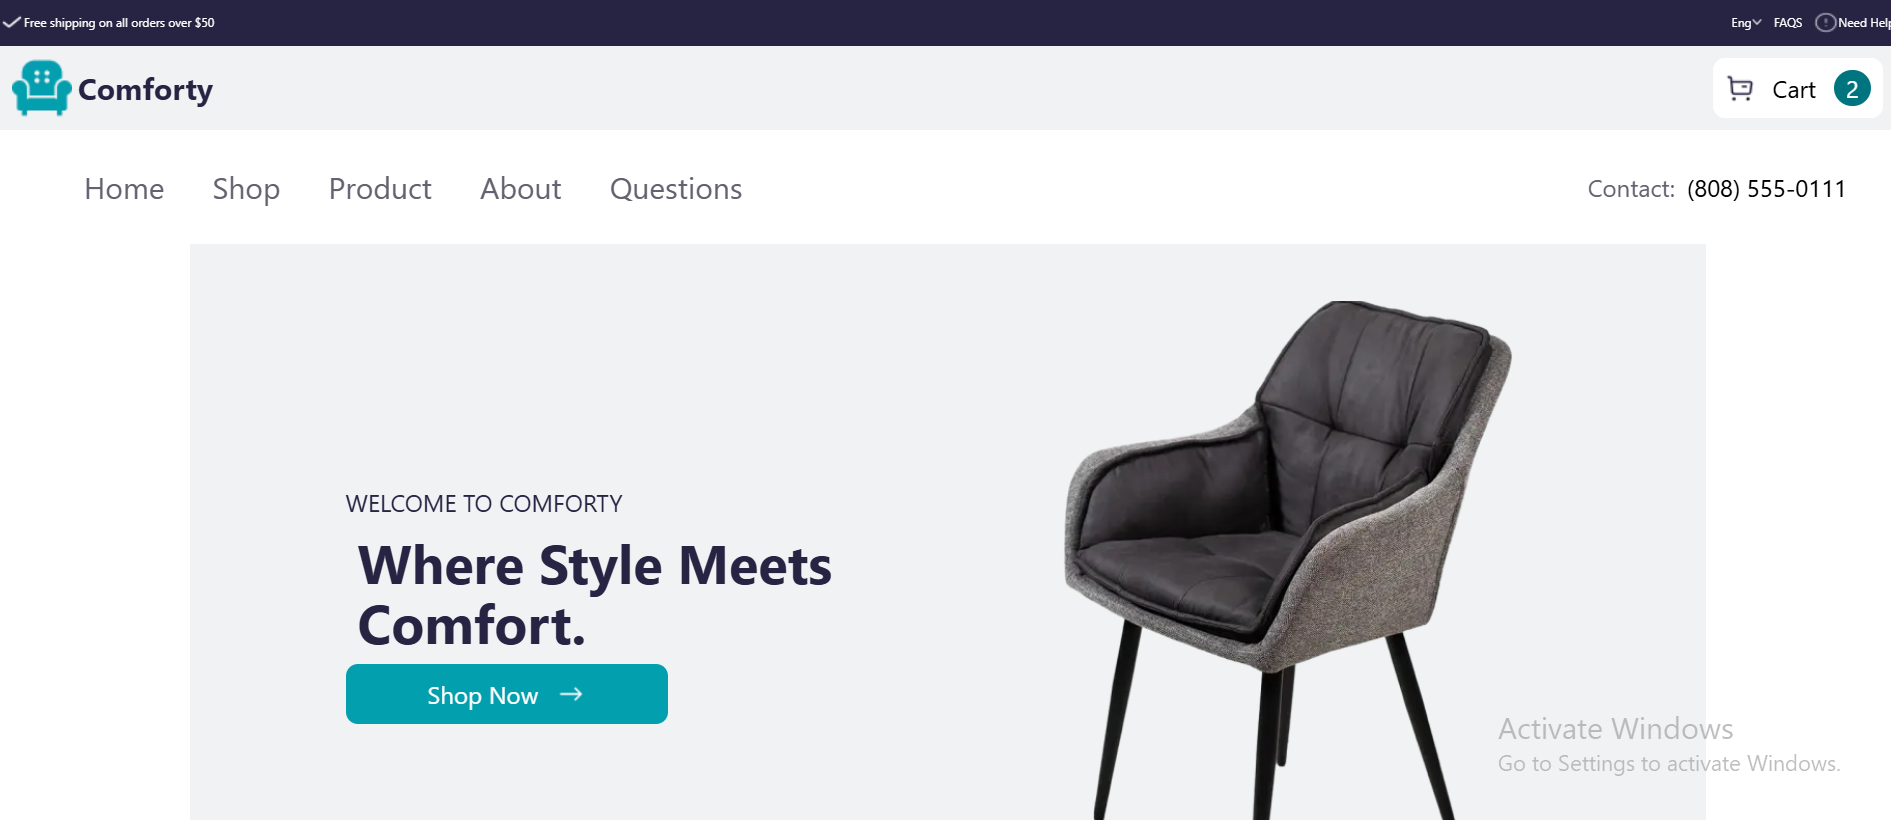 Free shipping on all orders over $50
Eng FAQS Need Help
Comforty
Cart 2
Home Shop Product About Questions
Contact: (808) 555-0111
WELCOME TO COMFORTY
Where Style Meets
Comfort.
Shop Now →
Activate Windows
Go to Settings to activate Windows.